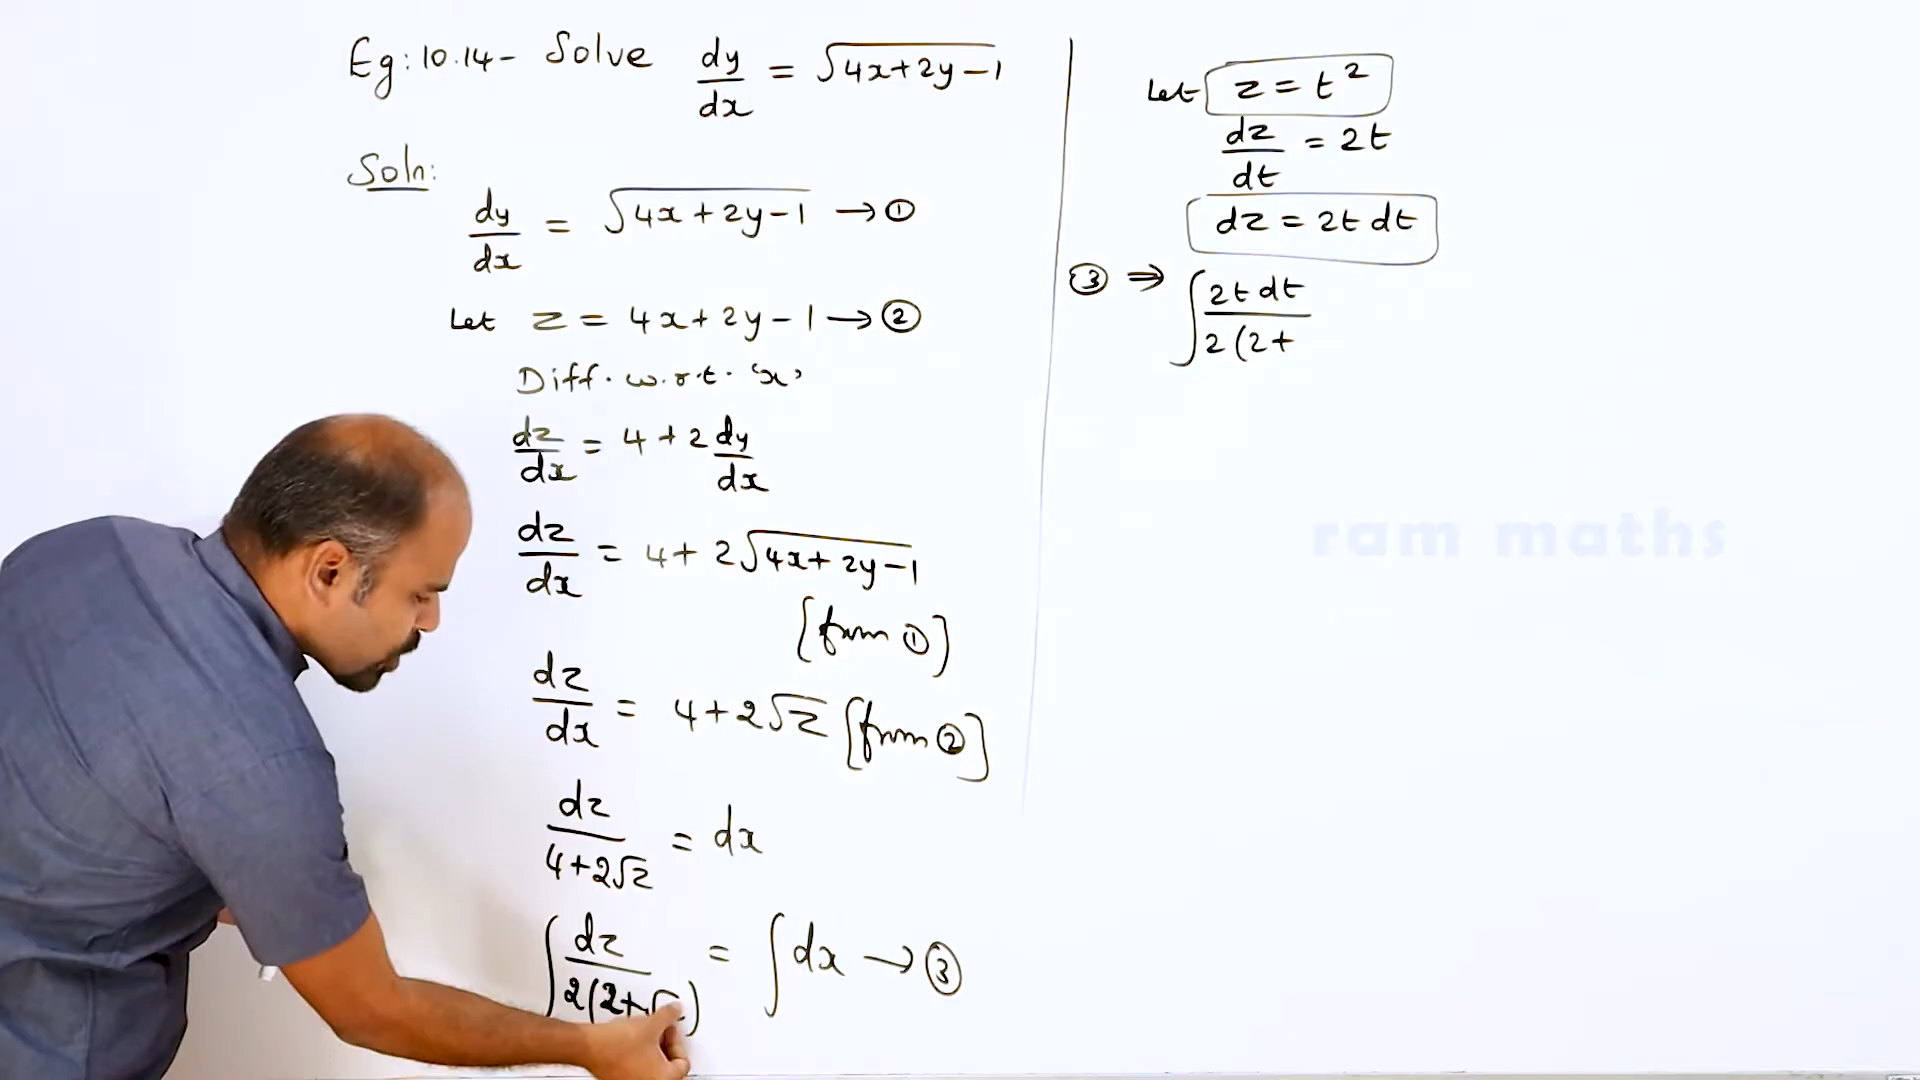 Eg:10.14- Solve dy/dx = √4x+2y-1
Soln:
dy/dx = √4x+2y-1 → ①
Let z = 4x+2y-1 → ②
Diff. w.r.t. 'x'
dz/dx = 4+2 dy/dx
dz/dx = 4+ 2√4x+2y-1
[from ①]
dz/dx = 4+2√z [from ②]
dz/4+2√z = dx
∫ dz/2(2+√z) = ∫ dx → ③
Let z = t²
dz/dt = 2t
dz = 2t dt
③ ⇒ ∫ 2t dt/2(2+
ram maths